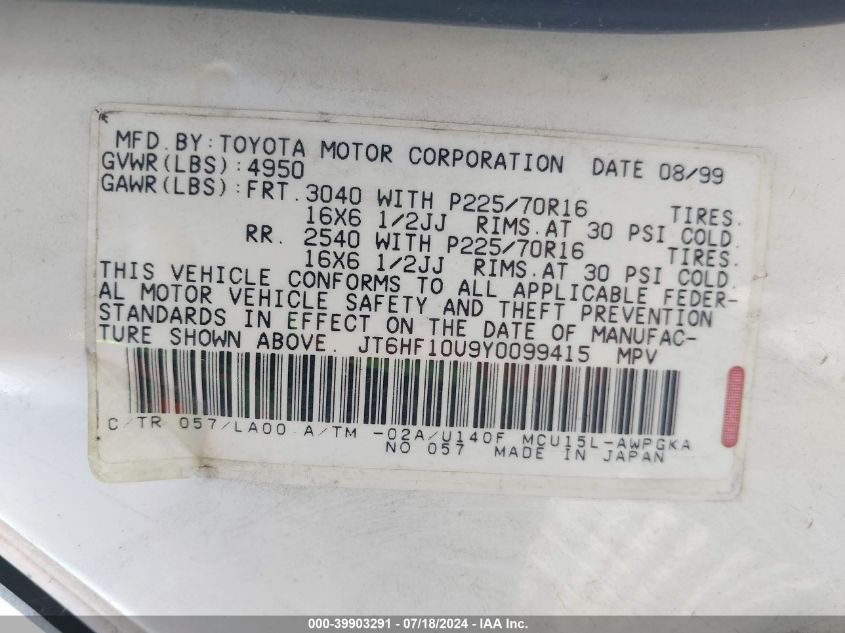 MFD.BY:TOYOTA MOTOR CORPORATION DATE 08/99
GVWR(LBS):4950
GAWR(LBS):FRT.3040 WITH P225/70R16 TIRES.
16X6 1/2JJ RIMS.AT 30 PSI COLD.
RR. 2540 WITH P225/70R16 TIRES.
16X6 1/2JJ RIMS.AT 30 PSI COLD.
THIS VEHICLE CONFORMS TO ALL APPLICABLE FEDER-
AL MOTOR VEHICLE SAFETY AND THEFT PREVENTION
STANDARDS IN EFFECT ON THE DATE OF MANUFAC-
TURE SHOWN ABOVE. JT6HF10U9Y0099415 MPV
C/TR 057/LA00 A/TM -02A/U140F MCU15L-AWPGKA
NO 057 MADE IN JAPAN
000-39903291 - 07/18/2024 - IAA Inc.